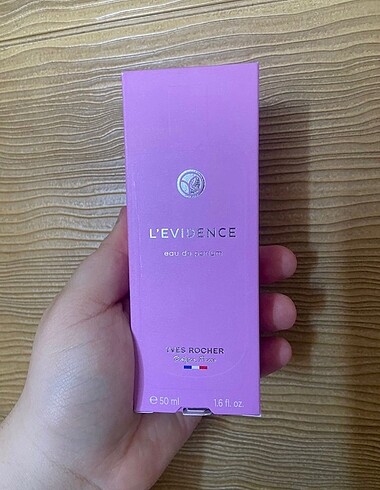 L'EVIDENCE
eau de parfum
YVES ROCHER
℮ 50 ml 1.6 fl. oz.